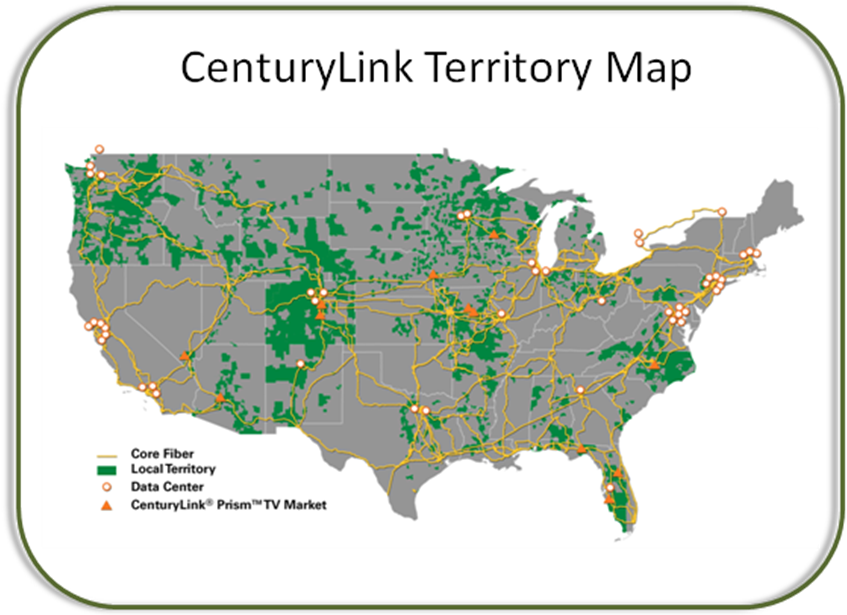 CenturyLink Territory Map
Core Fiber
Local Territory
Data Center
CenturyLink® Prism™ TV Market